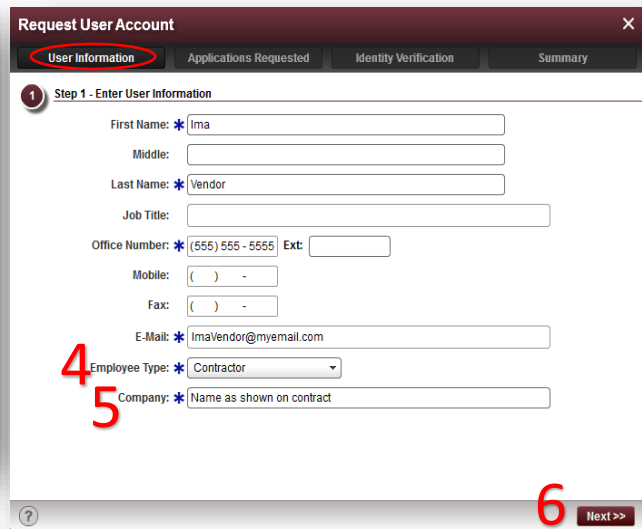 Request User Account ×
User Information Applications Requested Identity Verification Summary
1 Step 1 - Enter User Information
First Name: * Ima
Middle:
Last Name: * Vendor
Job Title:
Office Number: * (555) 555 - 5555 Ext:
Mobile: ( ) -
Fax: ( ) -
E-Mail: * ImaVendor@myemail.com
4 Employee Type: * Contractor
5 Company: * Name as shown on contract
? 6 Next >>